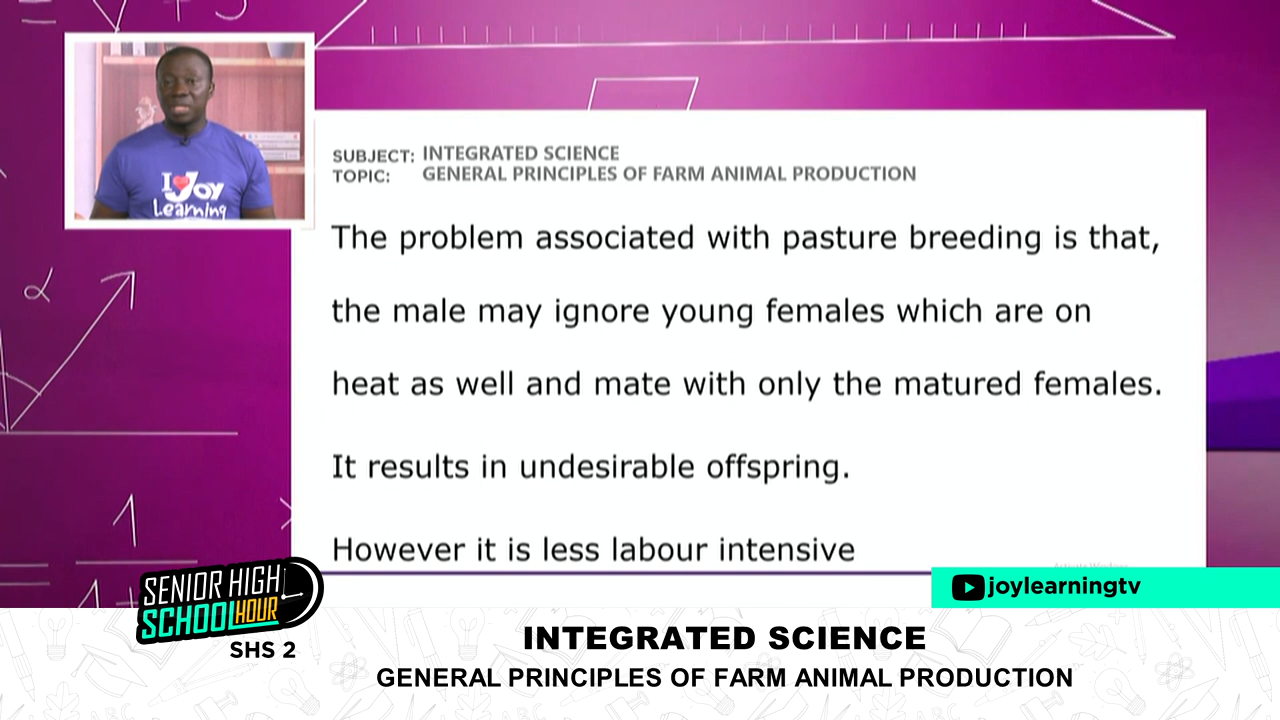 I ❤ Joy
Learning
SUBJECT: INTEGRATED SCIENCE
TOPIC: GENERAL PRINCIPLES OF FARM ANIMAL PRODUCTION
The problem associated with pasture breeding is that,
the male may ignore young females which are on
heat as well and mate with only the matured females.
It results in undesirable offspring.
However it is less labour intensive
α
1
SENIOR HIGH
SCHOOL HOUR
SHS 2
joylearningtv
INTEGRATED SCIENCE
GENERAL PRINCIPLES OF FARM ANIMAL PRODUCTION